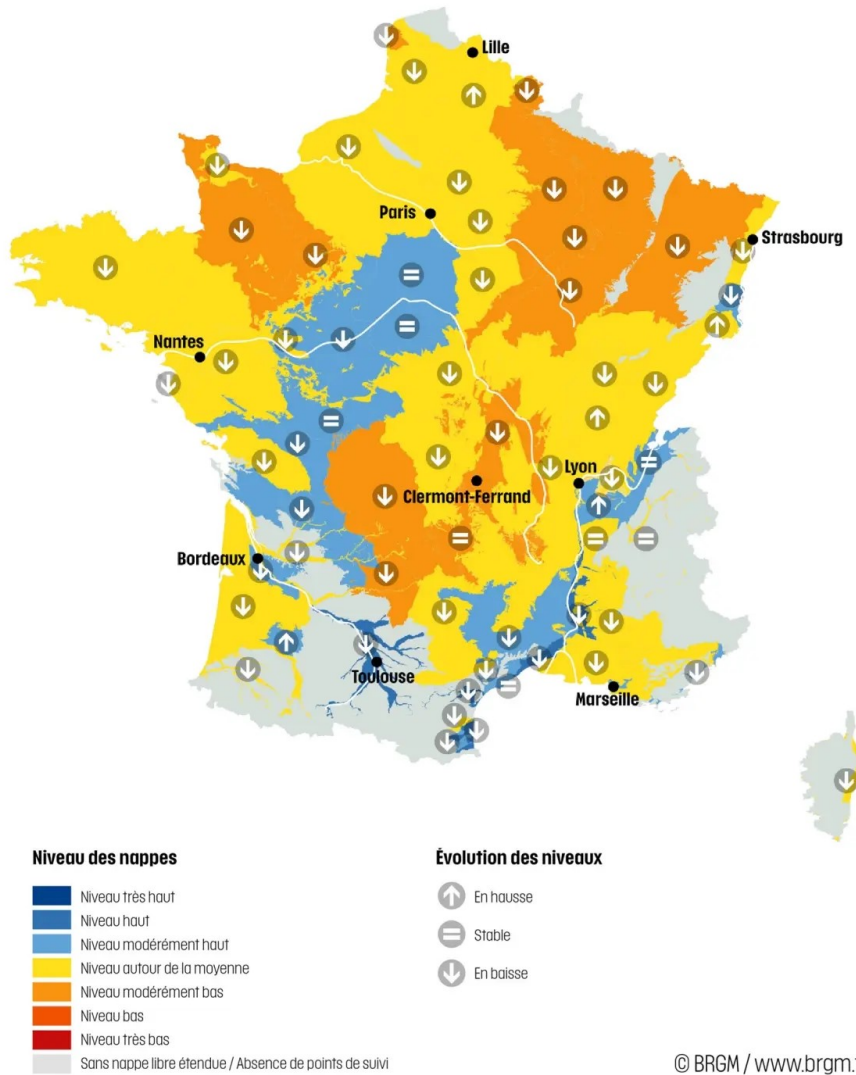 Lille
Paris
Strasbourg
Nantes
Lyon
Clermont-Ferrand
Bordeaux
Toulouse
Marseille
Niveau des nappes
Niveau très haut
Niveau haut
Niveau modérément haut
Niveau autour de la moyenne
Niveau modérément bas
Niveau bas
Niveau très bas
Sans nappe libre étendue / Absence de points de suivi
Évolution des niveaux
En hausse
Stable
En baisse
© BRGM / www.brgm.